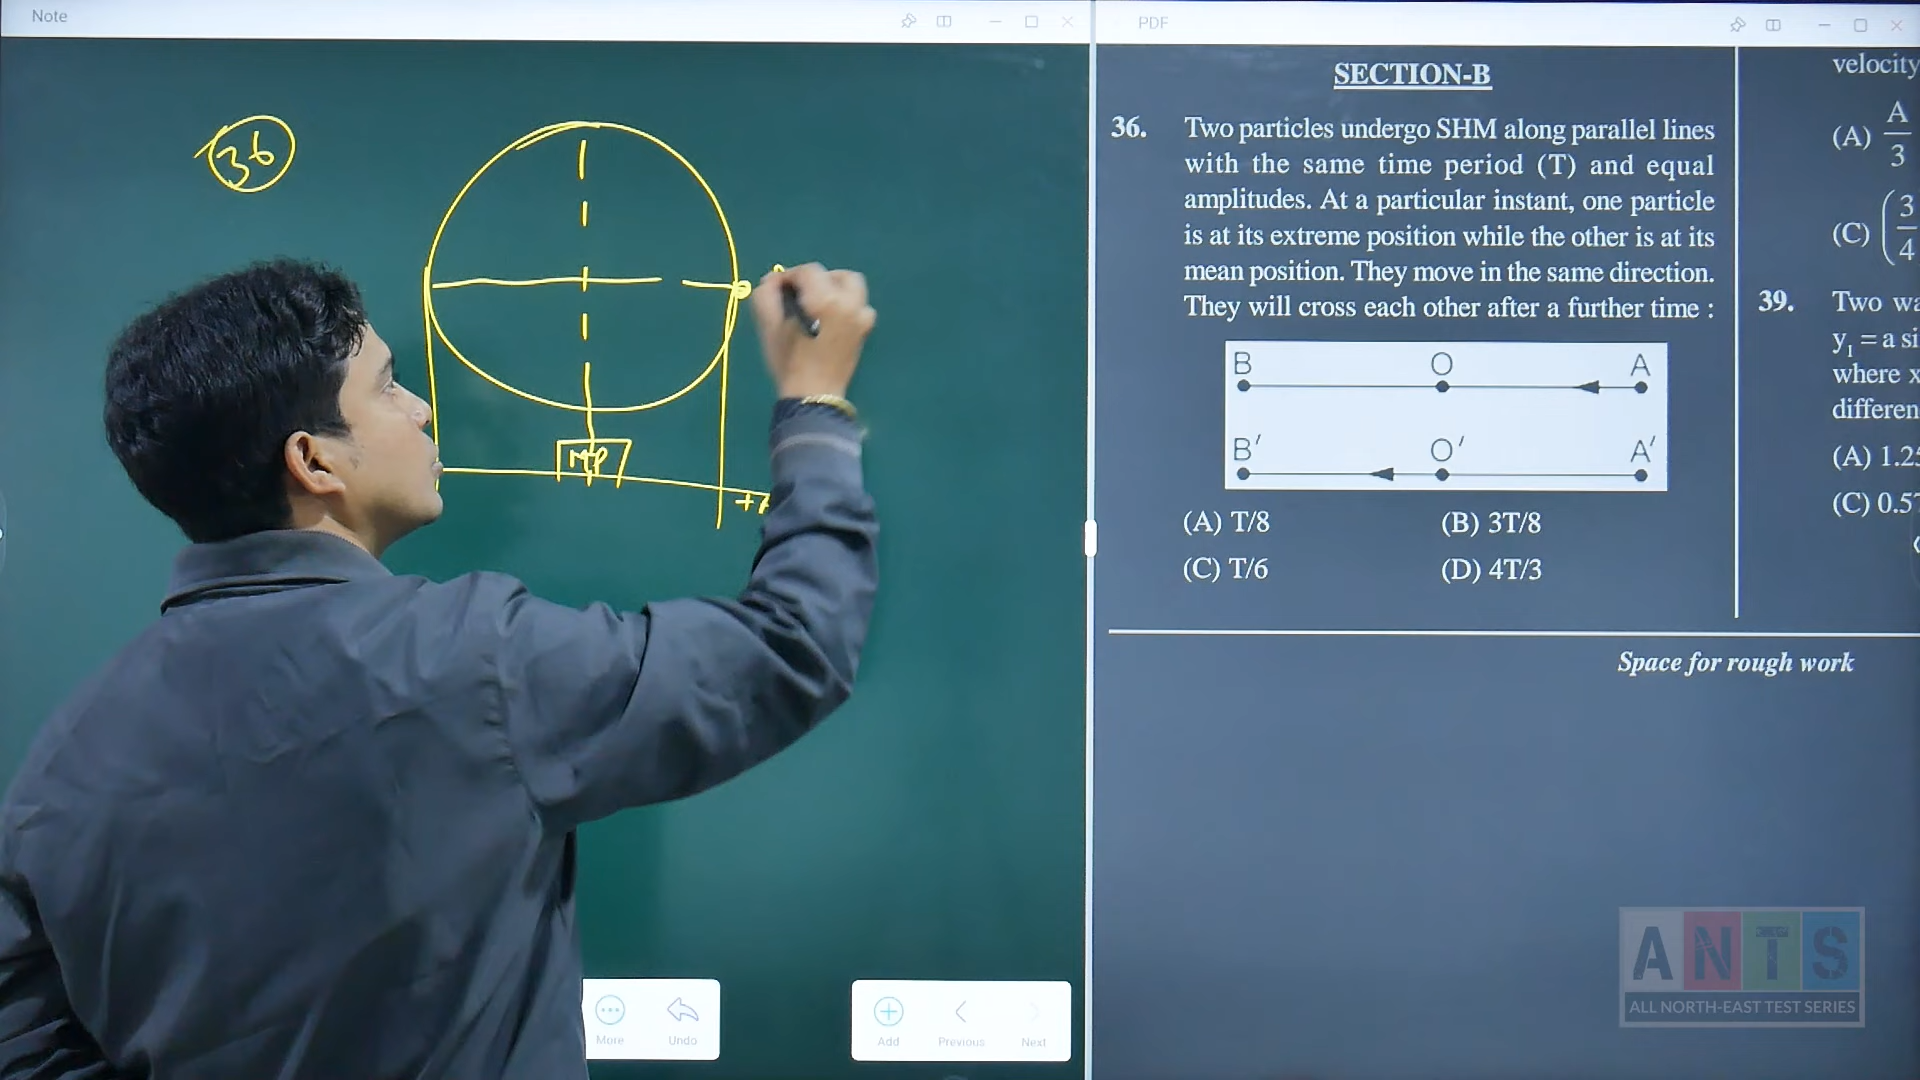 Note
PDF
36
MP
SECTION-B
36. Two particles undergo SHM along parallel lines
with the same time period (T) and equal
amplitudes. At a particular instant, one particle
is at its extreme position while the other is at its
mean position. They move in the same direction.
They will cross each other after a further time :
B O A
B′ O′ A′
(A) T/8 (B) 3T/8
(C) T/6 (D) 4T/3
velocity
(A) A/3
(C) (3/4
39. Two wa
y₁ = a si
where x
differen
(A) 1.25
(C) 0.57
Space for rough work
More Undo
Add Previous Next
ANTS
ALL NORTH-EAST TEST SERIES